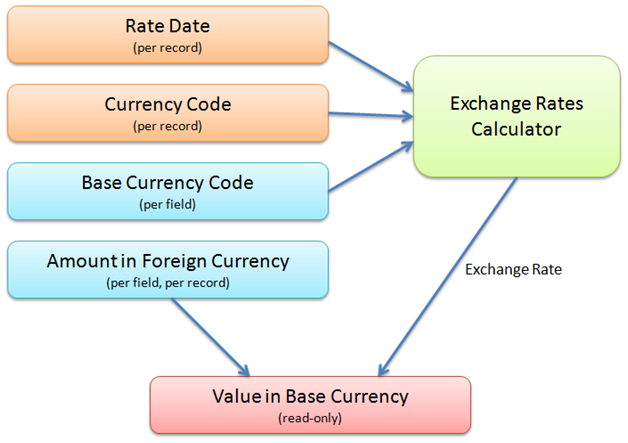 Rate Date
(per record)
Currency Code
(per record)
Base Currency Code
(per field)
Amount in Foreign Currency
(per field, per record)
Exchange Rates
Calculator
Exchange Rate
Value in Base Currency
(read-only)